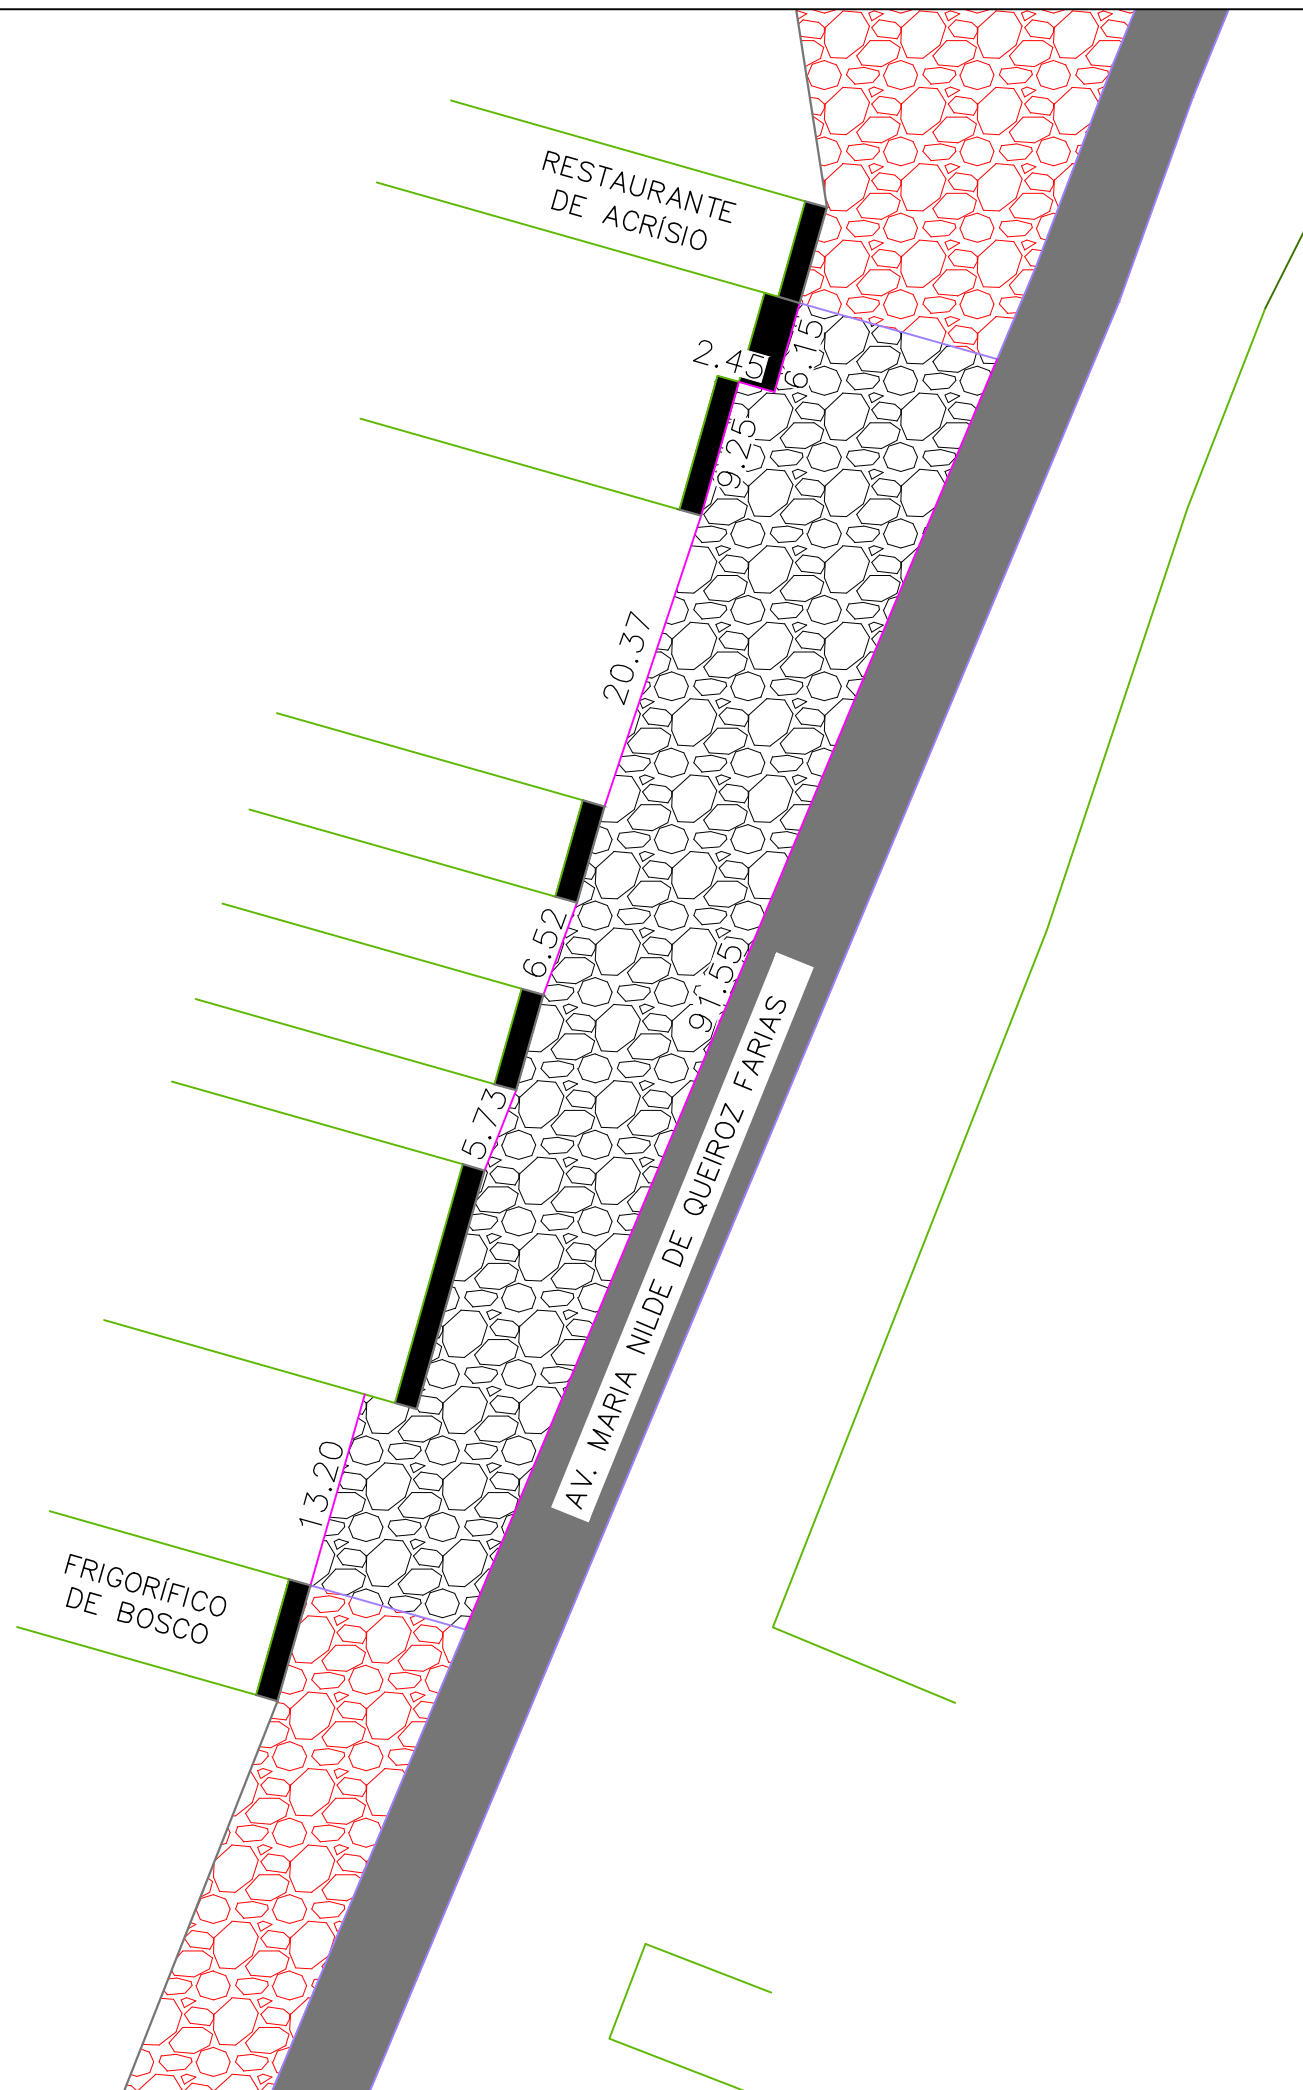 RESTAURANTE
DE ACRÍSIO
6.15
2.45
9.25
20.37
6.52
91.55
5.73
AV. MARIA NILDE DE QUEIROZ FARIAS
13.20
FRIGORÍFICO
DE BOSCO